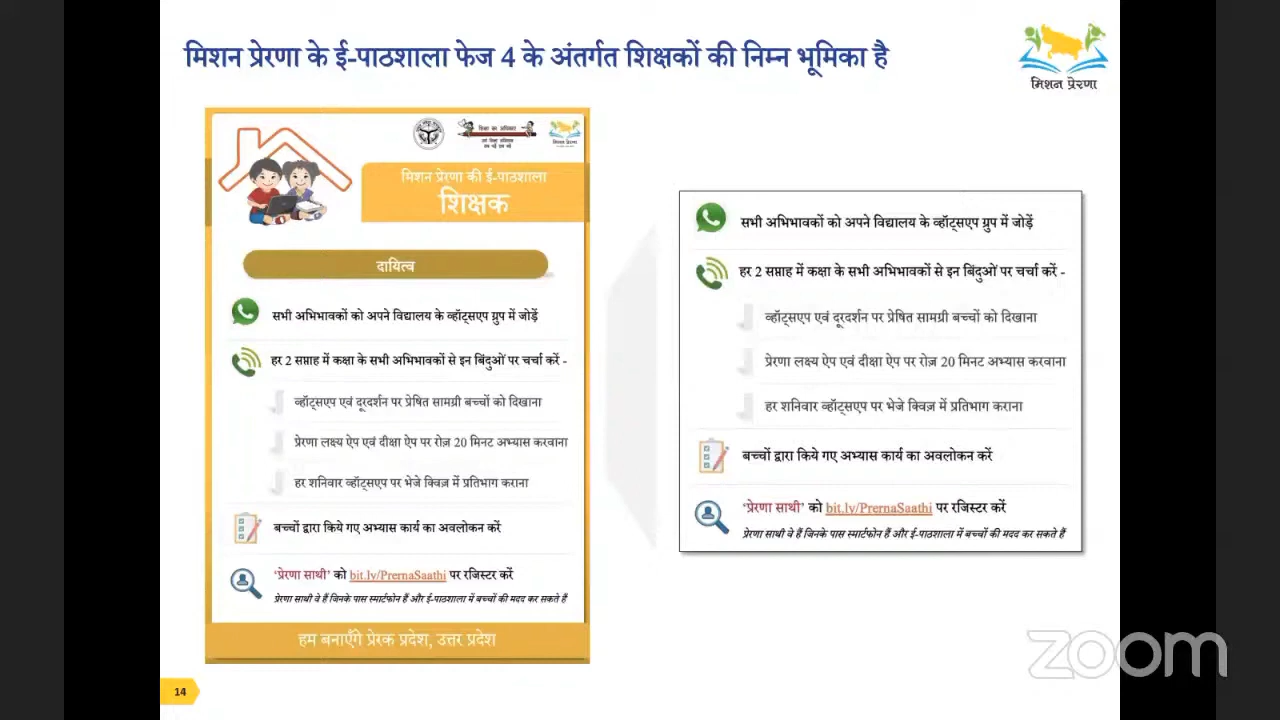 मिशन प्रेरणा के ई-पाठशाला फेज 4 के अंतर्गत शिक्षकों की निम्न भूमिका है
मिशन प्रेरणा
मिशन प्रेरणा की ई-पाठशाला
शिक्षक
दायित्व
सभी अभिभावकों को अपने विद्यालय के व्हॉट्सएप ग्रुप में जोड़ें
हर 2 सप्ताह में कक्षा के सभी अभिभावकों से इन बिंदुओं पर चर्चा करें -
व्हॉट्सएप एवं दूरदर्शन पर प्रेषित सामग्री बच्चों को दिखाना
प्रेरणा लक्ष्य ऐप एवं दीक्षा ऐप पर रोज़ 20 मिनट अभ्यास करवाना
हर शनिवार व्हॉट्सएप पर भेजे क्विज़ में प्रतिभाग कराना
बच्चों द्वारा किये गए अभ्यास कार्य का अवलोकन करें
'प्रेरणा साथी' को bit.ly/PrernaSaathi पर रजिस्टर करें
प्रेरणा साथी वे हैं जिनके पास स्मार्टफोन हैं और ई-पाठशाला में बच्चों की मदद कर सकते हैं
हम बनाएँगे प्रेरक प्रदेश, उत्तर प्रदेश
सभी अभिभावकों को अपने विद्यालय के व्हॉट्सएप ग्रुप में जोड़ें
हर 2 सप्ताह में कक्षा के सभी अभिभावकों से इन बिंदुओं पर चर्चा करें -
व्हॉट्सएप एवं दूरदर्शन पर प्रेषित सामग्री बच्चों को दिखाना
प्रेरणा लक्ष्य ऐप एवं दीक्षा ऐप पर रोज़ 20 मिनट अभ्यास करवाना
हर शनिवार व्हॉट्सएप पर भेजे क्विज़ में प्रतिभाग कराना
बच्चों द्वारा किये गए अभ्यास कार्य का अवलोकन करें
'प्रेरणा साथी' को bit.ly/PrernaSaathi पर रजिस्टर करें
प्रेरणा साथी वे हैं जिनके पास स्मार्टफोन हैं और ई-पाठशाला में बच्चों की मदद कर सकते हैं
14
zoom